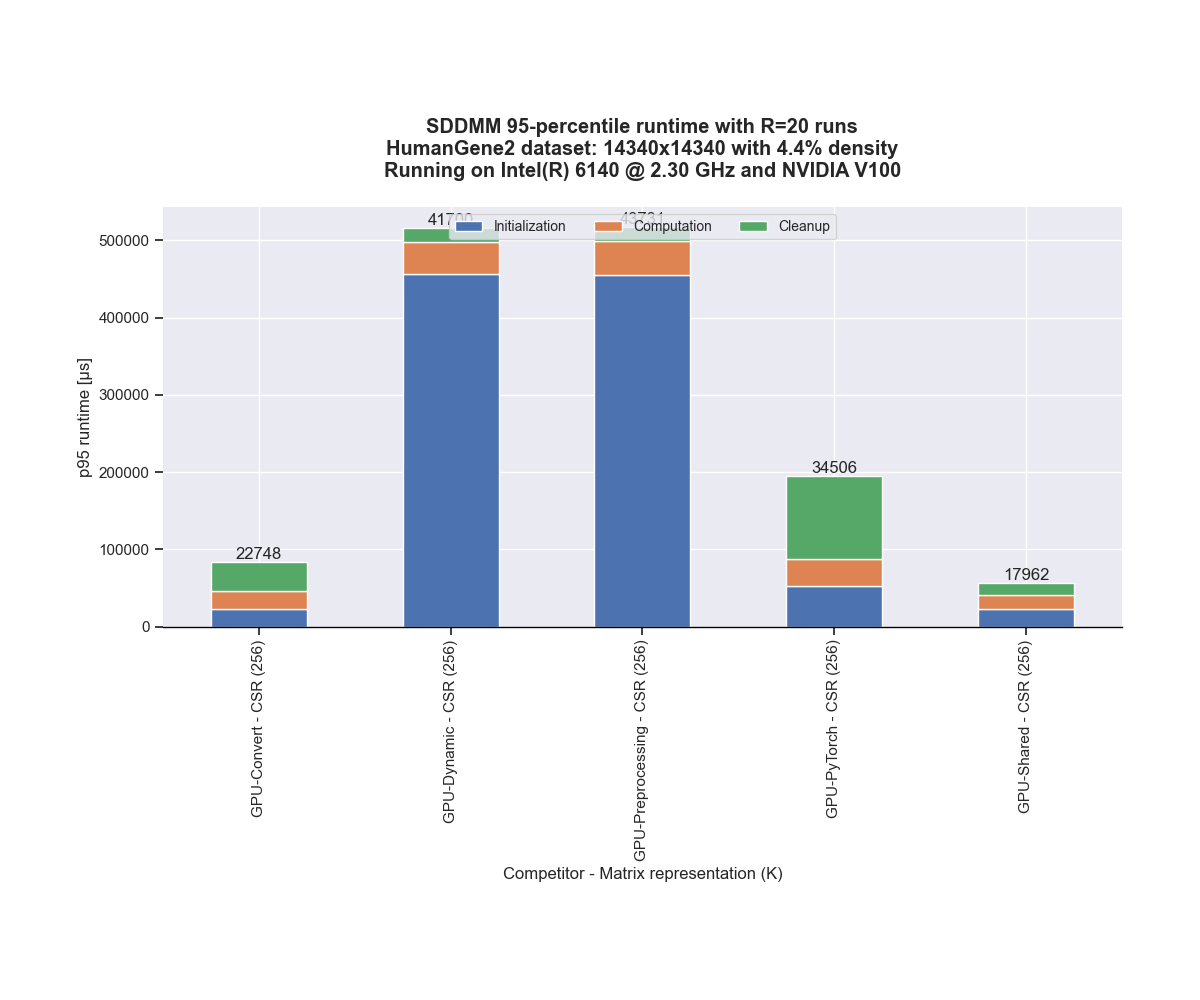 SDDMM 95-percentile runtime with R=20 runs
HumanGene2 dataset: 14340x14340 with 4.4% density
Running on Intel(R) 6140 @ 2.30 GHz and NVIDIA V100
Initialization
Computation
Cleanup
41700
43731
34506
22748
17962
500000
400000
300000
200000
100000
0
p95 runtime [μs]
GPU-Convert - CSR (256)
GPU-Dynamic - CSR (256)
GPU-Preprocessing - CSR (256)
GPU-PyTorch - CSR (256)
GPU-Shared - CSR (256)
Competitor - Matrix representation (K)